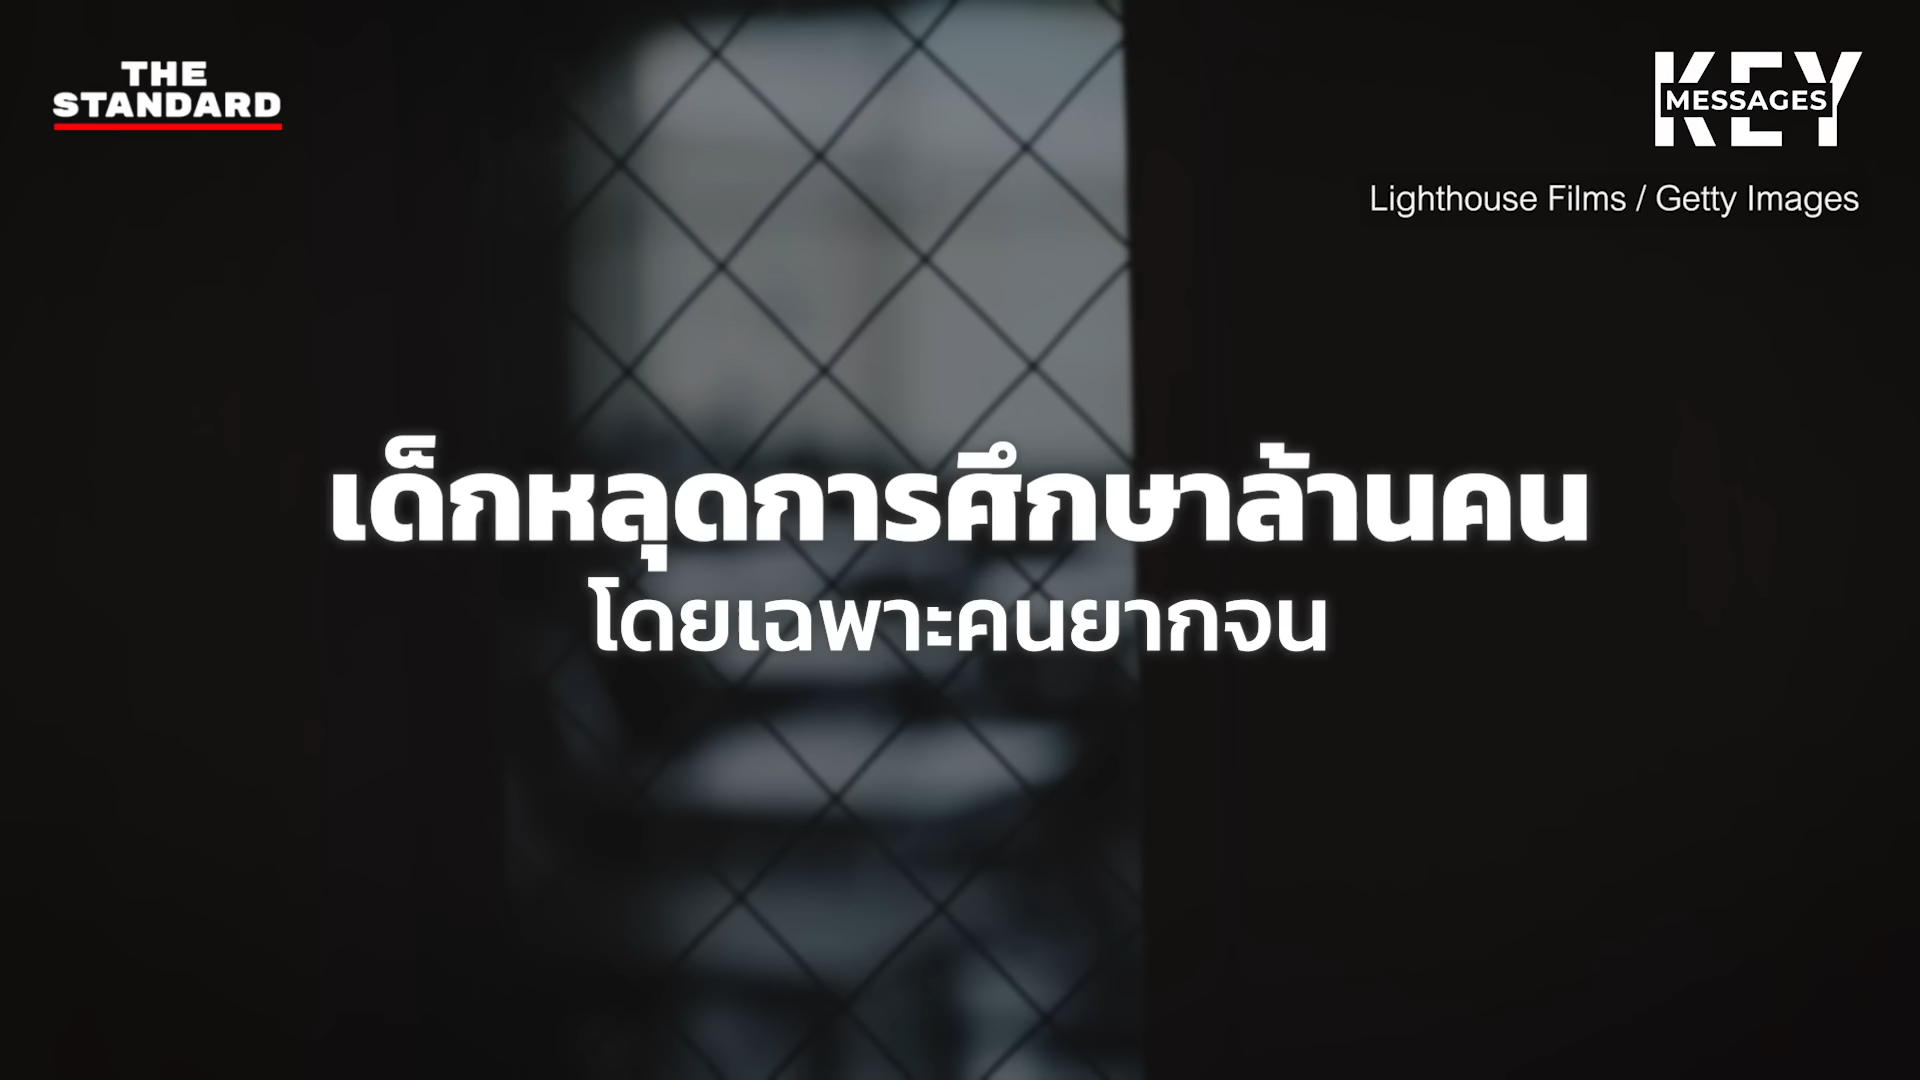 THE
STANDARD
KEY
MESSAGES
Lighthouse Films / Getty Images
เด็กหลุดการศึกษาล้านคน
โดยเฉพาะคนยากจน